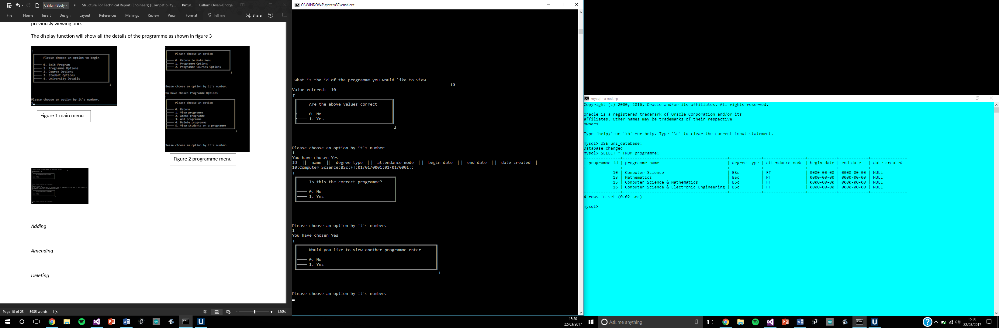 Calibri (Body
Structure For Technical Report (Engineers) [Compatibility...
Pictur...
Callum Owen-Bridge
File Home Insert Design Layout References Mailings Review View Format Tell me Share
previously viewing one.
The display function will show all the details of the programme as shown in figure 3
Please choose an option to begin
0. Exit Program
1. Programme Options
2. Course Options
3. Student Options
4. University Details
Please choose an option by it's number.
1
Figure 1 main menu
Please choose an option
0. Return to Main Menu
1. Programme Options
2. Programme Courses Options
Please choose an option by it's number.
You have chosen Programme Options
Please choose an option
0. Return
1. View programme
2. Amend programme
3. Add programme
4. Delete programme
5. View students on a programme
Please choose an option by it's number.
Figure 2 programme menu
Adding
Amending
Deleting
Page 10 of 23 5985 words
120%
C:\WINDOWS\system32\cmd.exe
what is the id of the programme you would like to view
10
Value entered: 10
Are the above values correct
0. No
1. Yes
Please choose an option by it's number.
1
You have chosen Yes
ID || name || degree type || attendance mode || begin date || end date || date created ||
10;Computer Science;BSc;FT;01/01/0001;01/01/0001;;
Is this the correct programme?
0. No
1. Yes
Please choose an option by it's number.
1
You have chosen Yes
Would you like to view another programme enter
0. No
1. Yes
Please choose an option by it's number.
mysql -u root -p
Copyright (c) 2000, 2016, Oracle and/or its affiliates. All rights reserved.
Oracle is a registered trademark of Oracle Corporation and/or its
affiliates. Other names may be trademarks of their respective
owners.
Type 'help;' or '\h' for help. Type '\c' to clear the current input statement.
mysql> USE uni_database;
Database changed
mysql> SELECT * FROM programme;
| programme_id | programme_name | degree_type | attendance_mode | begin_date | end_date | date_created |
| 10 | Computer Science | BSc | FT | 0000-00-00 | 0000-00-00 | NULL |
| 13 | Mathematics | BSc | PT | 0000-00-00 | 0000-00-00 | NULL |
| 15 | Computer Science & Mathematics | BSc | FT | 0000-00-00 | 0000-00-00 | NULL |
| 16 | Computer Science & Electronic Engineering | BSc | FT | 0000-00-00 | 0000-00-00 | NULL |
4 rows in set (0.02 sec)
mysql>
15:30
22/03/2017
Ask me anything
15:30
22/03/2017